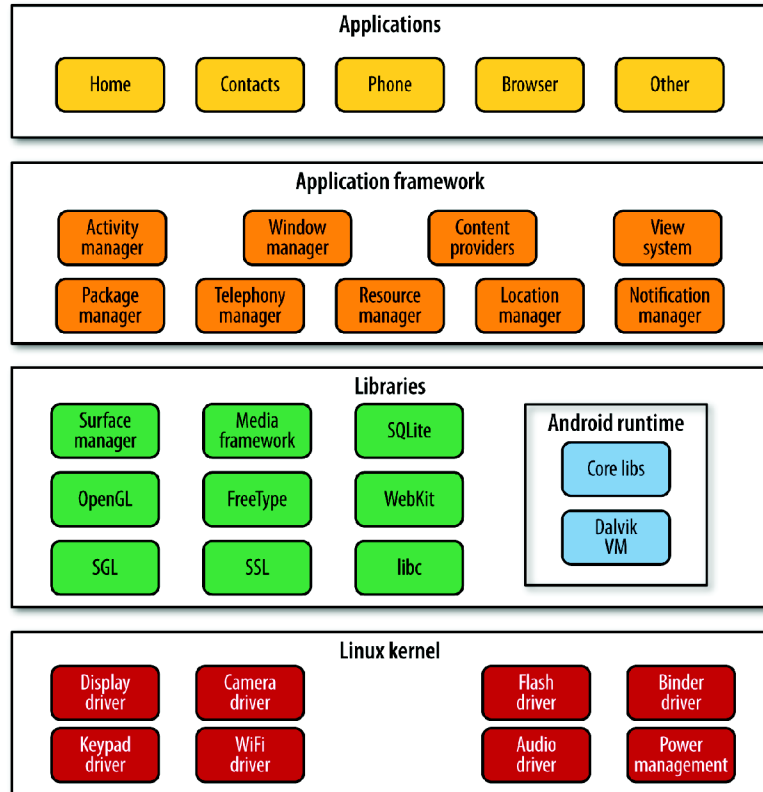 Applications
Home Contacts Phone Browser Other
Application framework
Activity manager
Window manager
Content providers
View system
Package manager
Telephony manager
Resource manager
Location manager
Notification manager
Libraries
Surface manager
Media framework
SQLite
OpenGL
FreeType
WebKit
SGL
SSL
libc
Android runtime
Core libs
Dalvik VM
Linux kernel
Display driver
Camera driver
Flash driver
Binder driver
Keypad driver
WiFi driver
Audio driver
Power management